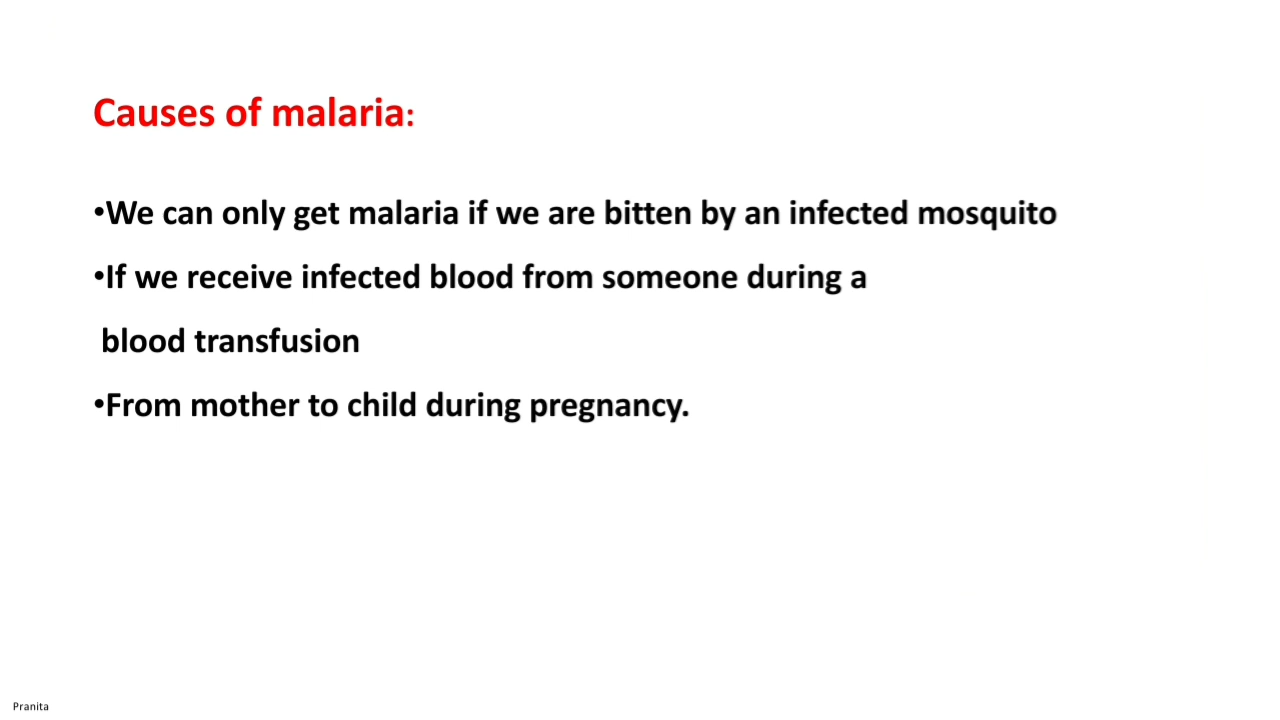 Causes of malaria:
•We can only get malaria if we are bitten by an infected mosquito
•If we receive infected blood from someone during a
blood transfusion
•From mother to child during pregnancy.
Pranita